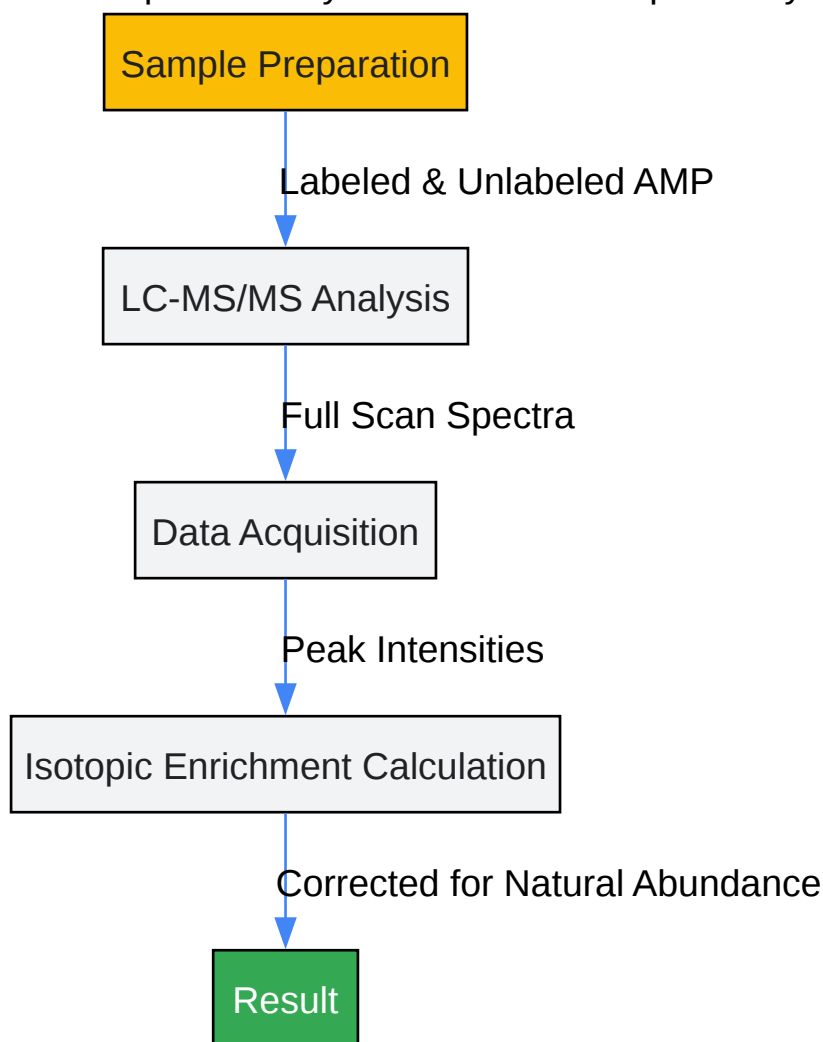 Sample Preparation
Labeled & Unlabeled AMP
LC-MS/MS Analysis
Full Scan Spectra
Data Acquisition
Peak Intensities
Isotopic Enrichment Calculation
Corrected for Natural Abundance
Result